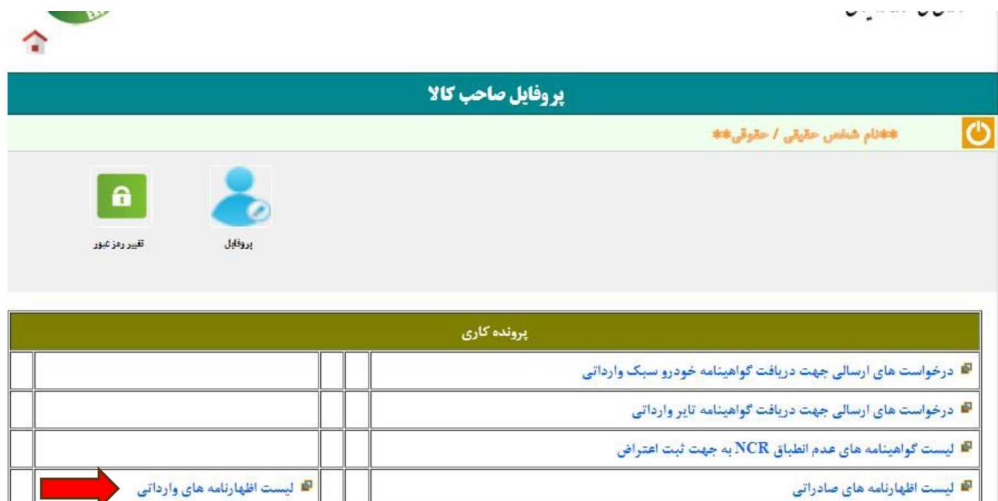 پروفایل صاحب کالا
**نام شخص حقیقی / حقوقی**
پروفایل
تغییر رمز عبور
پرونده کاری
درخواست های ارسالی جهت دریافت گواهینامه خودرو سبک وارداتی
درخواست های ارسالی جهت دریافت گواهینامه تایر وارداتی
لیست گواهینامه های عدم انطباق NCR به جهت ثبت اعتراض
لیست اظهارنامه های صادراتی
لیست اظهارنامه های وارداتی